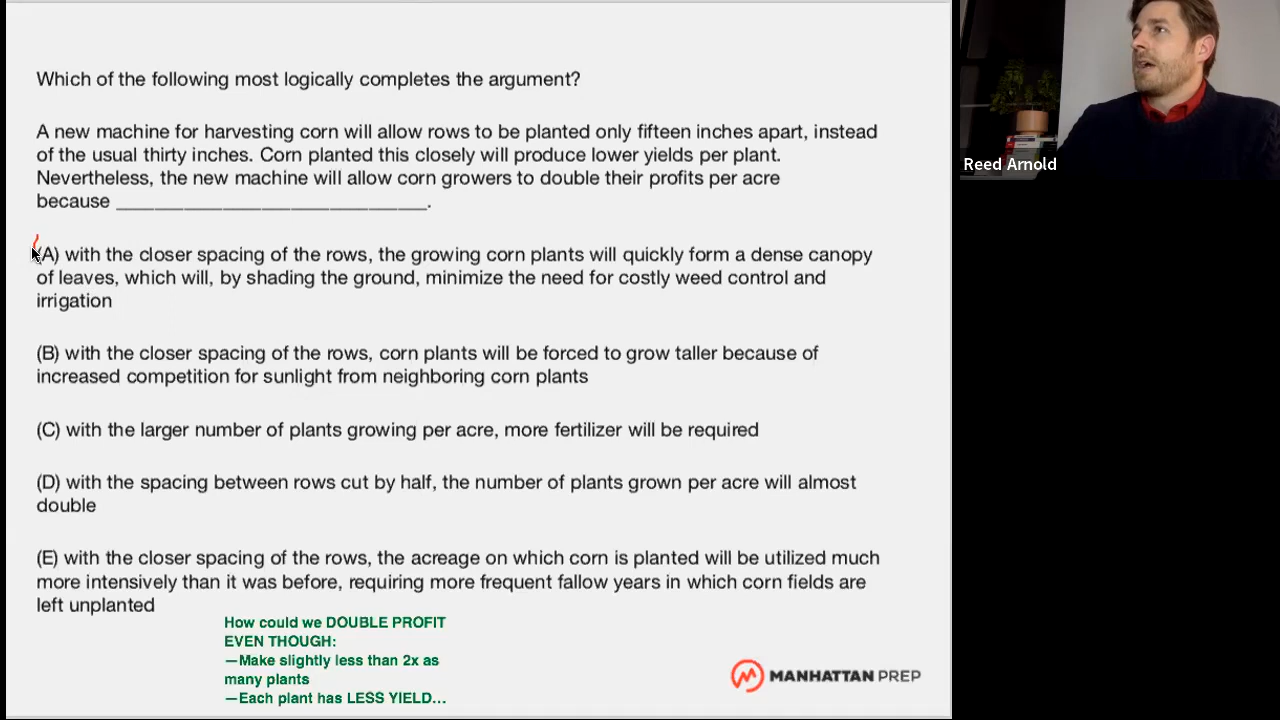 Which of the following most logically completes the argument?
A new machine for harvesting corn will allow rows to be planted only fifteen inches apart, instead
of the usual thirty inches. Corn planted this closely will produce lower yields per plant.
Nevertheless, the new machine will allow corn growers to double their profits per acre
because ______________________________.
(A) with the closer spacing of the rows, the growing corn plants will quickly form a dense canopy
of leaves, which will, by shading the ground, minimize the need for costly weed control and
irrigation
(B) with the closer spacing of the rows, corn plants will be forced to grow taller because of
increased competition for sunlight from neighboring corn plants
(C) with the larger number of plants growing per acre, more fertilizer will be required
(D) with the spacing between rows cut by half, the number of plants grown per acre will almost
double
(E) with the closer spacing of the rows, the acreage on which corn is planted will be utilized much
more intensively than it was before, requiring more frequent fallow years in which corn fields are
left unplanted
How could we DOUBLE PROFIT
EVEN THOUGH:
—Make slightly less than 2x as
many plants
—Each plant has LESS YIELD...
MANHATTAN PREP
Reed Arnold